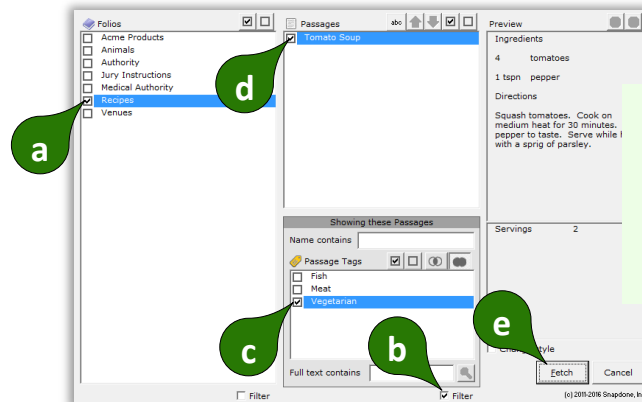 Folios
Acme Products
Animals
Authority
Jury Instructions
Medical Authority
Recipes
Venues
Filter
Passages
abc
Tomato Soup
Showing these Passages
Name contains
Passage Tags
Fish
Meat
Vegetarian
Full text contains
Filter
Preview
Ingredients
4 tomatoes
1 tspn pepper
Directions
Squash tomatoes. Cook on
medium heat for 30 minutes.
pepper to taste. Serve while
with a sprig of parsley.
Servings 2
Fetch
Cancel
(c) 2011-2016 Snapdone, In
a
b
c
d
e